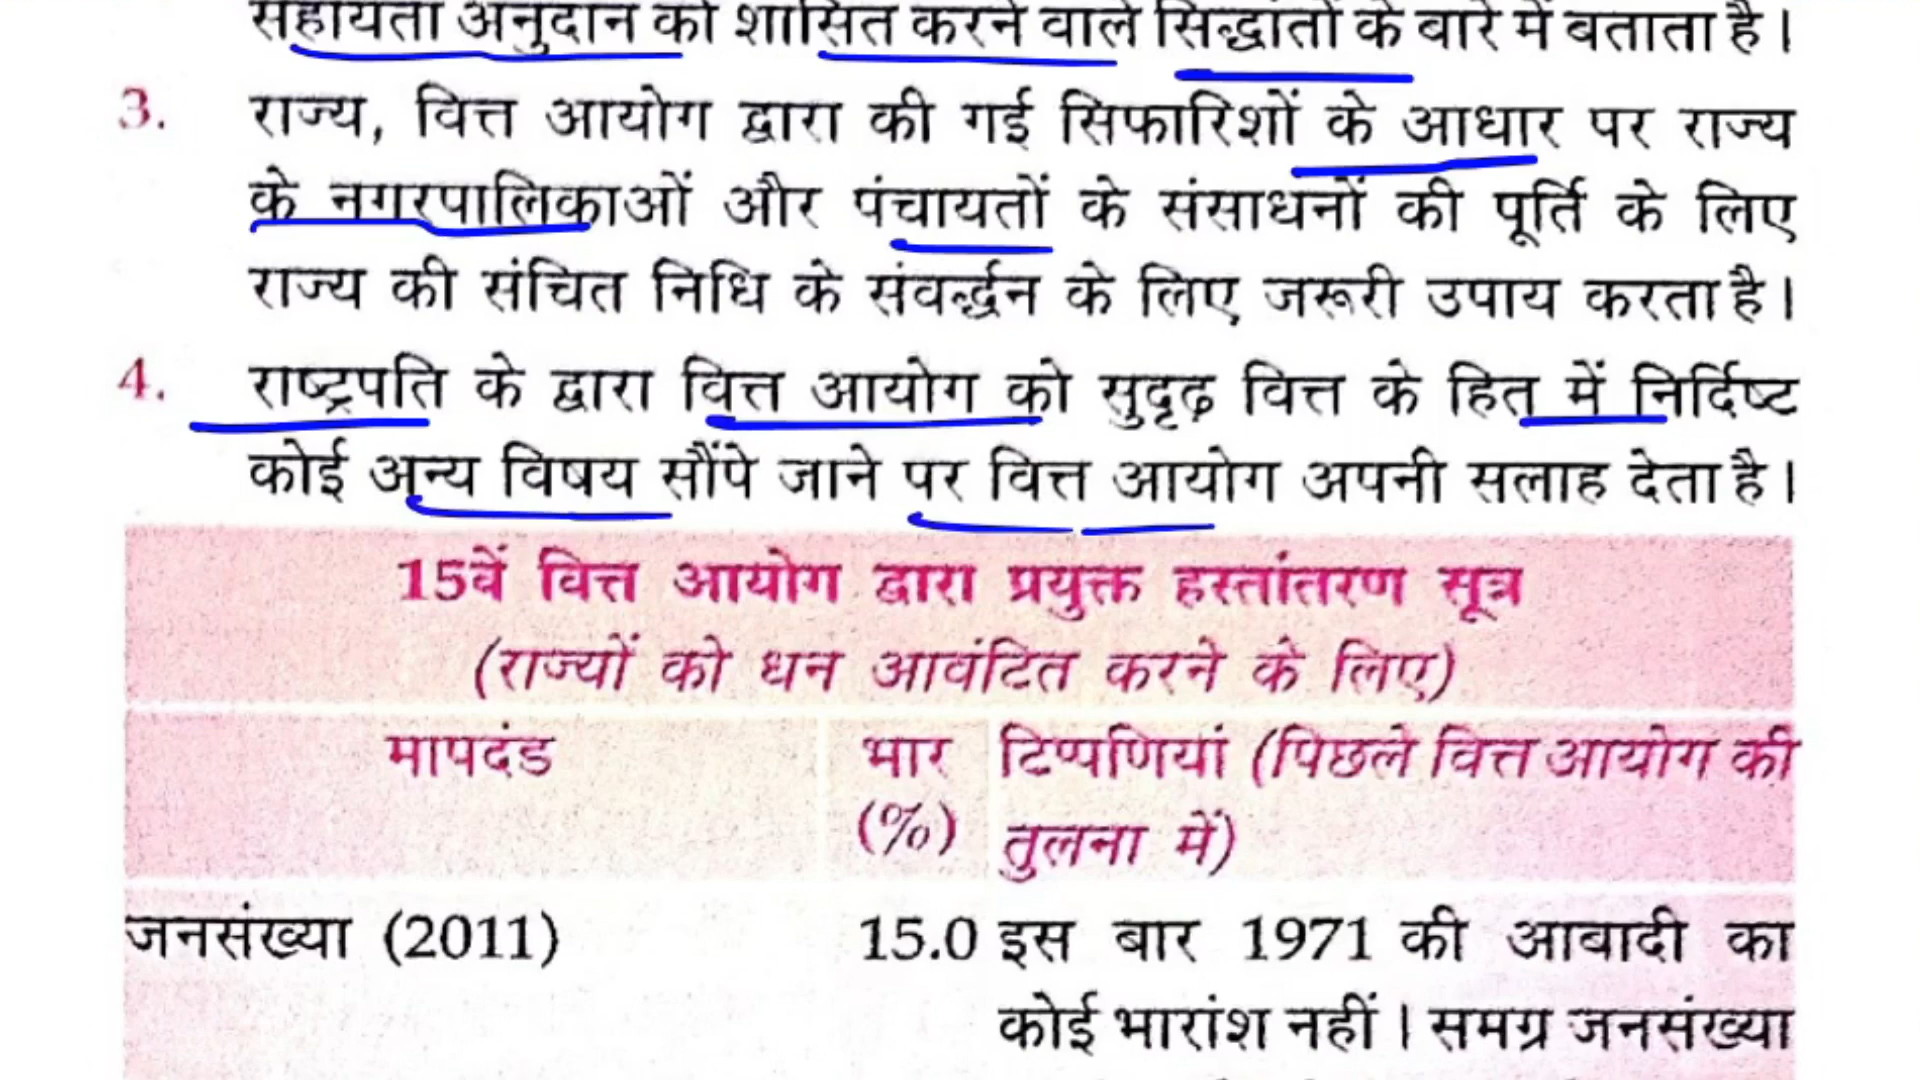 सहायता अनुदान को शासित करने वाले सिद्धांतों के बारे में बताता है।
3. राज्य, वित्त आयोग द्वारा की गई सिफारिशों के आधार पर राज्य
के नगरपालिकाओं और पंचायतों के संसाधनों की पूर्ति के लिए
राज्य की संचित निधि के संवर्द्धन के लिए जरूरी उपाय करता है।
4. राष्ट्रपति के द्वारा वित्त आयोग को सुदृढ़ वित्त के हित में निर्दिष्ट
कोई अन्य विषय सौंपे जाने पर वित्त आयोग अपनी सलाह देता है।
15वें वित्त आयोग द्वारा प्रयुक्त हस्तांतरण सूत्र
(राज्यों को धन आवंटित करने के लिए)
मापदंड भार टिप्पणियां (पिछले वित्त आयोग की
(%) तुलना में)
जनसंख्या (2011) 15.0 इस बार 1971 की आबादी का
कोई भारांश नहीं। समग्र जनसंख्या